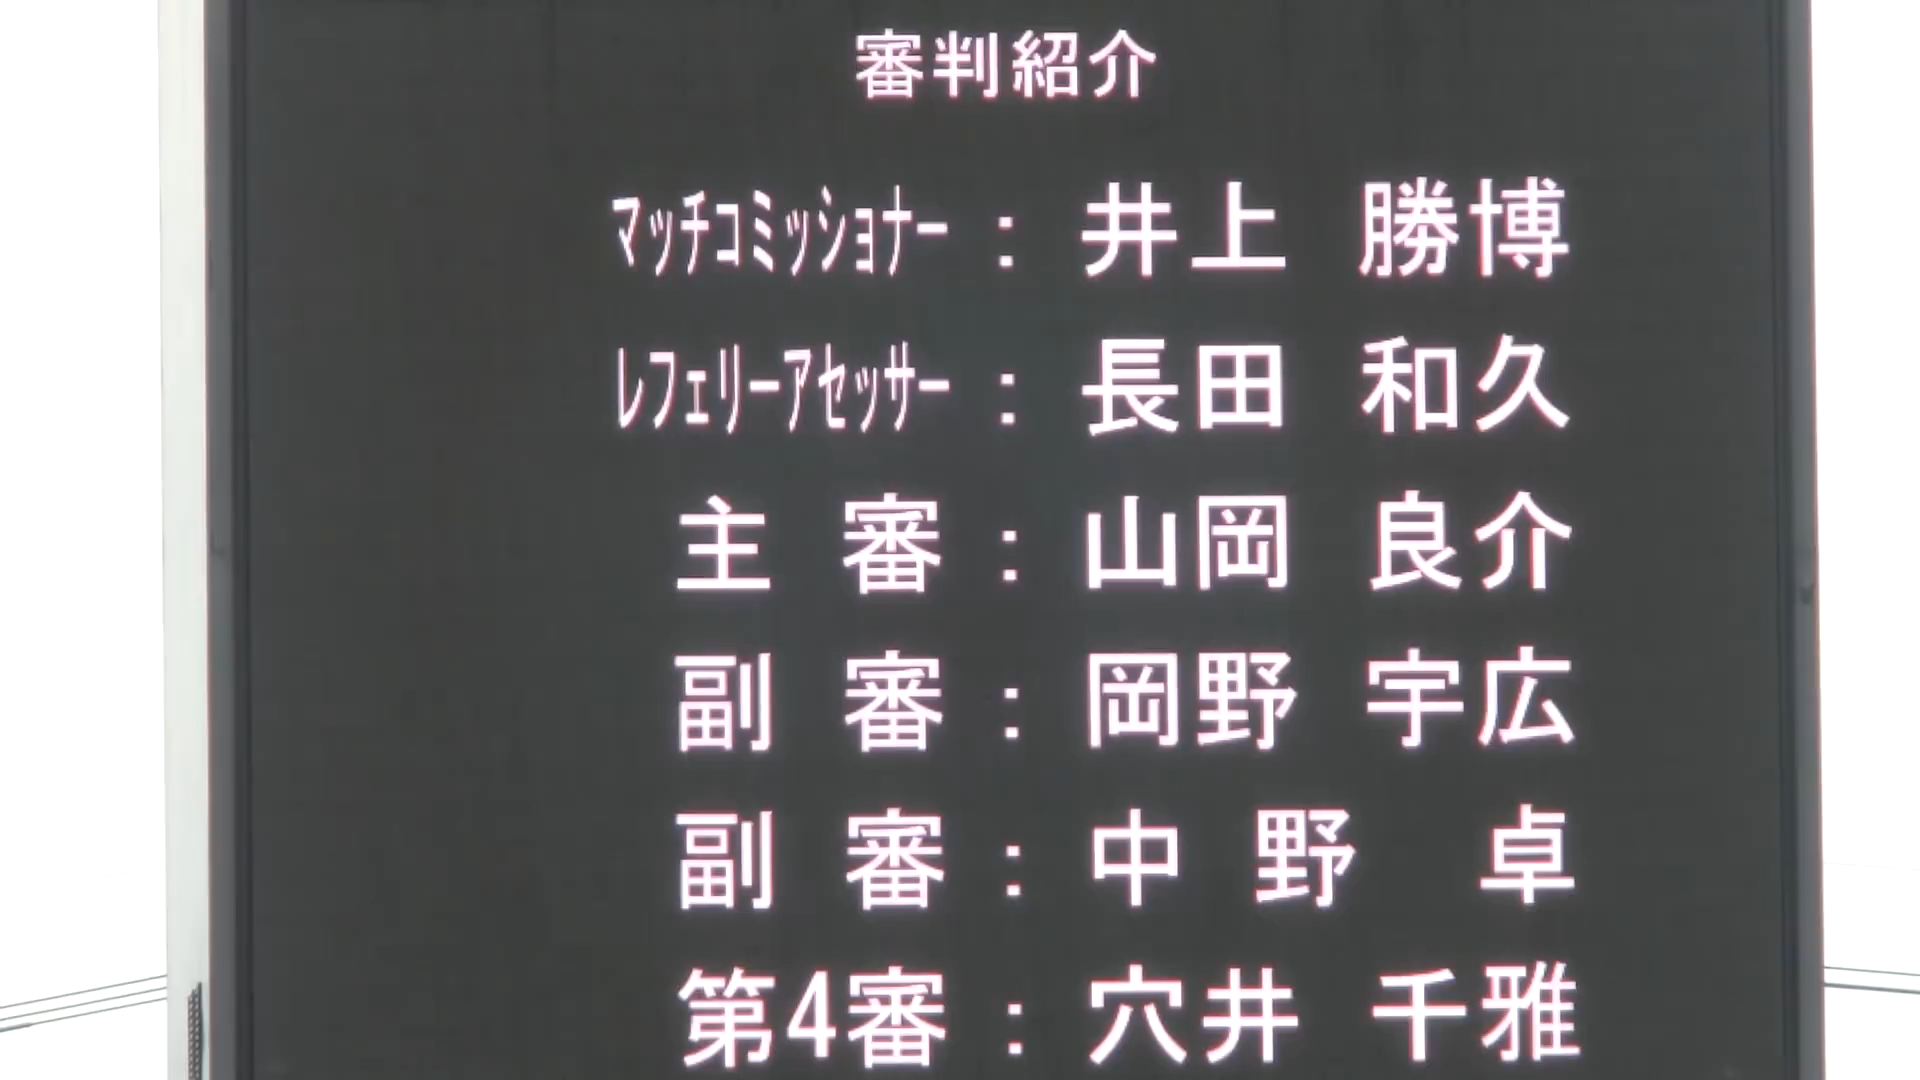 審判紹介
マッチコミッショナー : 井上 勝博
レフェリーアセッサー : 長田 和久
主 審 : 山岡 良介
副 審 : 岡野 宇広
副 審 : 中 野 卓
第4審 : 穴井 千雅